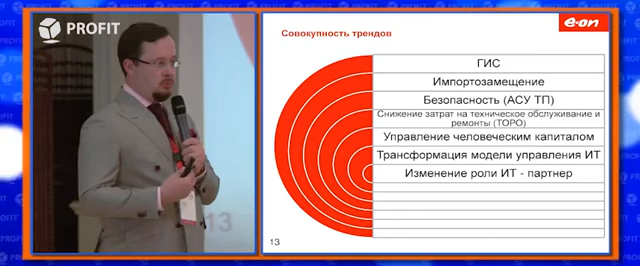 PROFIT
e·on
Совокупность трендов
ГИС
Импортозамещение
Безопасность (АСУ ТП)
Снижение затрат на техническое обслуживание и
ремонты (ТОРО)
Управление человеческим капиталом
Трансформация модели управления ИТ
Изменение роли ИТ - партнер
13
13